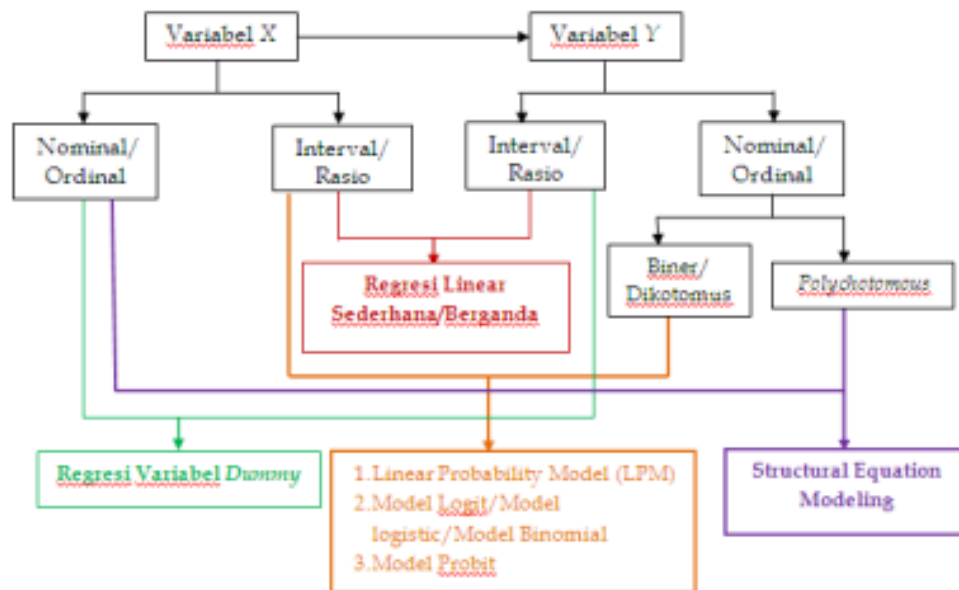 Variabel X
Variabel Y
Nominal/
Ordinal
Interval/
Rasio
Interval/
Rasio
Nominal/
Ordinal
Regresi Linear
Sederhana/Berganda
Biner/
Dikotomus
Polychotomous
Regresi Variabel Dummy
1.Linear Probability Model (LPM)
2.Model Logit/Model
logistic/Model Binomial
3.Model Probit
Structural Equation
Modeling